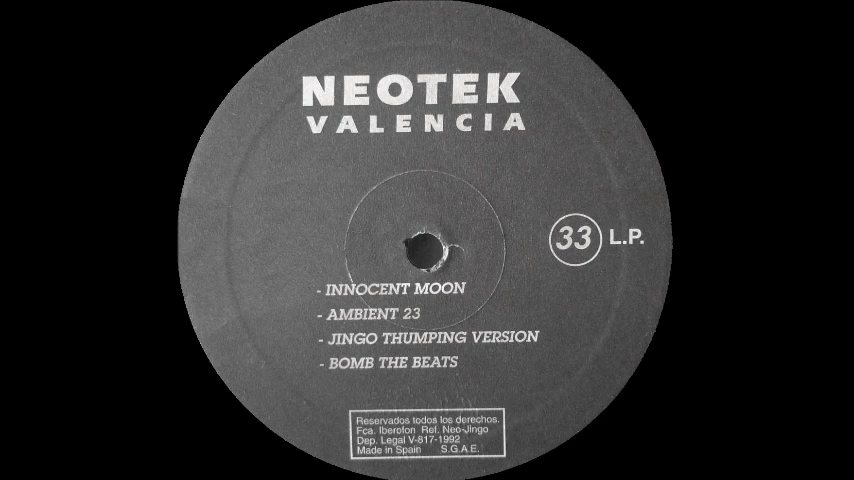 NEOTEK
VALENCIA
33 L.P.
- INNOCENT MOON
- AMBIENT 23
- JINGO THUMPING VERSION
- BOMB THE BEATS
Reservados todos los derechos.
Fca. Iberofon Ref. Neo-Jingo
Dep. Legal V-817-1992
Made in Spain S.G.A.E.